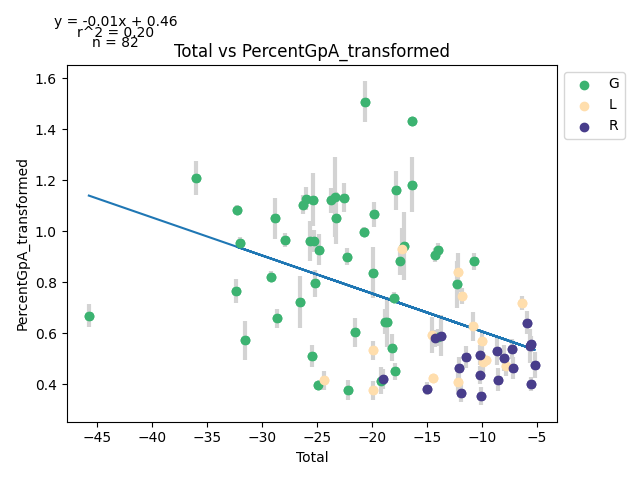 y = -0.01x + 0.46
r^2 = 0.20
n = 82
Total vs PercentGpA_transformed
G
L
R
PercentGpA_transformed
1.6
1.4
1.2
1.0
0.8
0.6
0.4
−45 −40 −35 −30 −25 −20 −15 −10 −5
Total